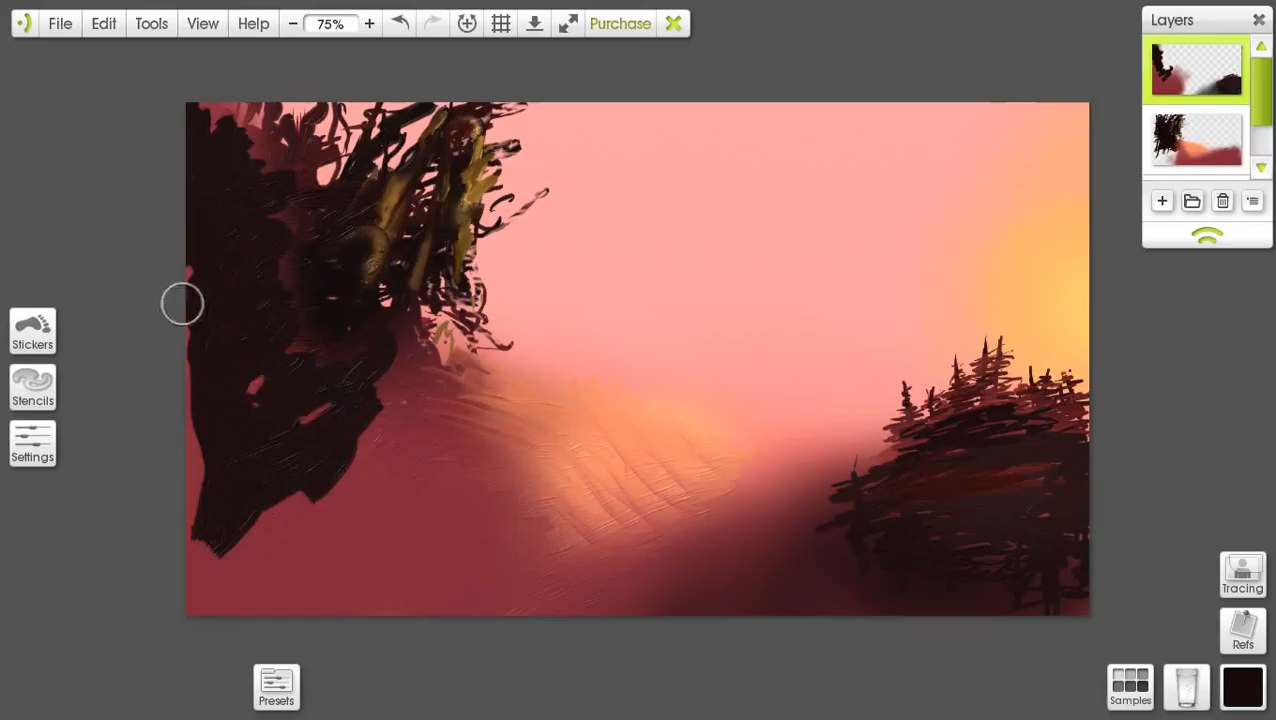 File Edit Tools View Help − 75% + Purchase
Layers
Stickers
Stencils
Settings
Tracing
Refs
Presets
Samples